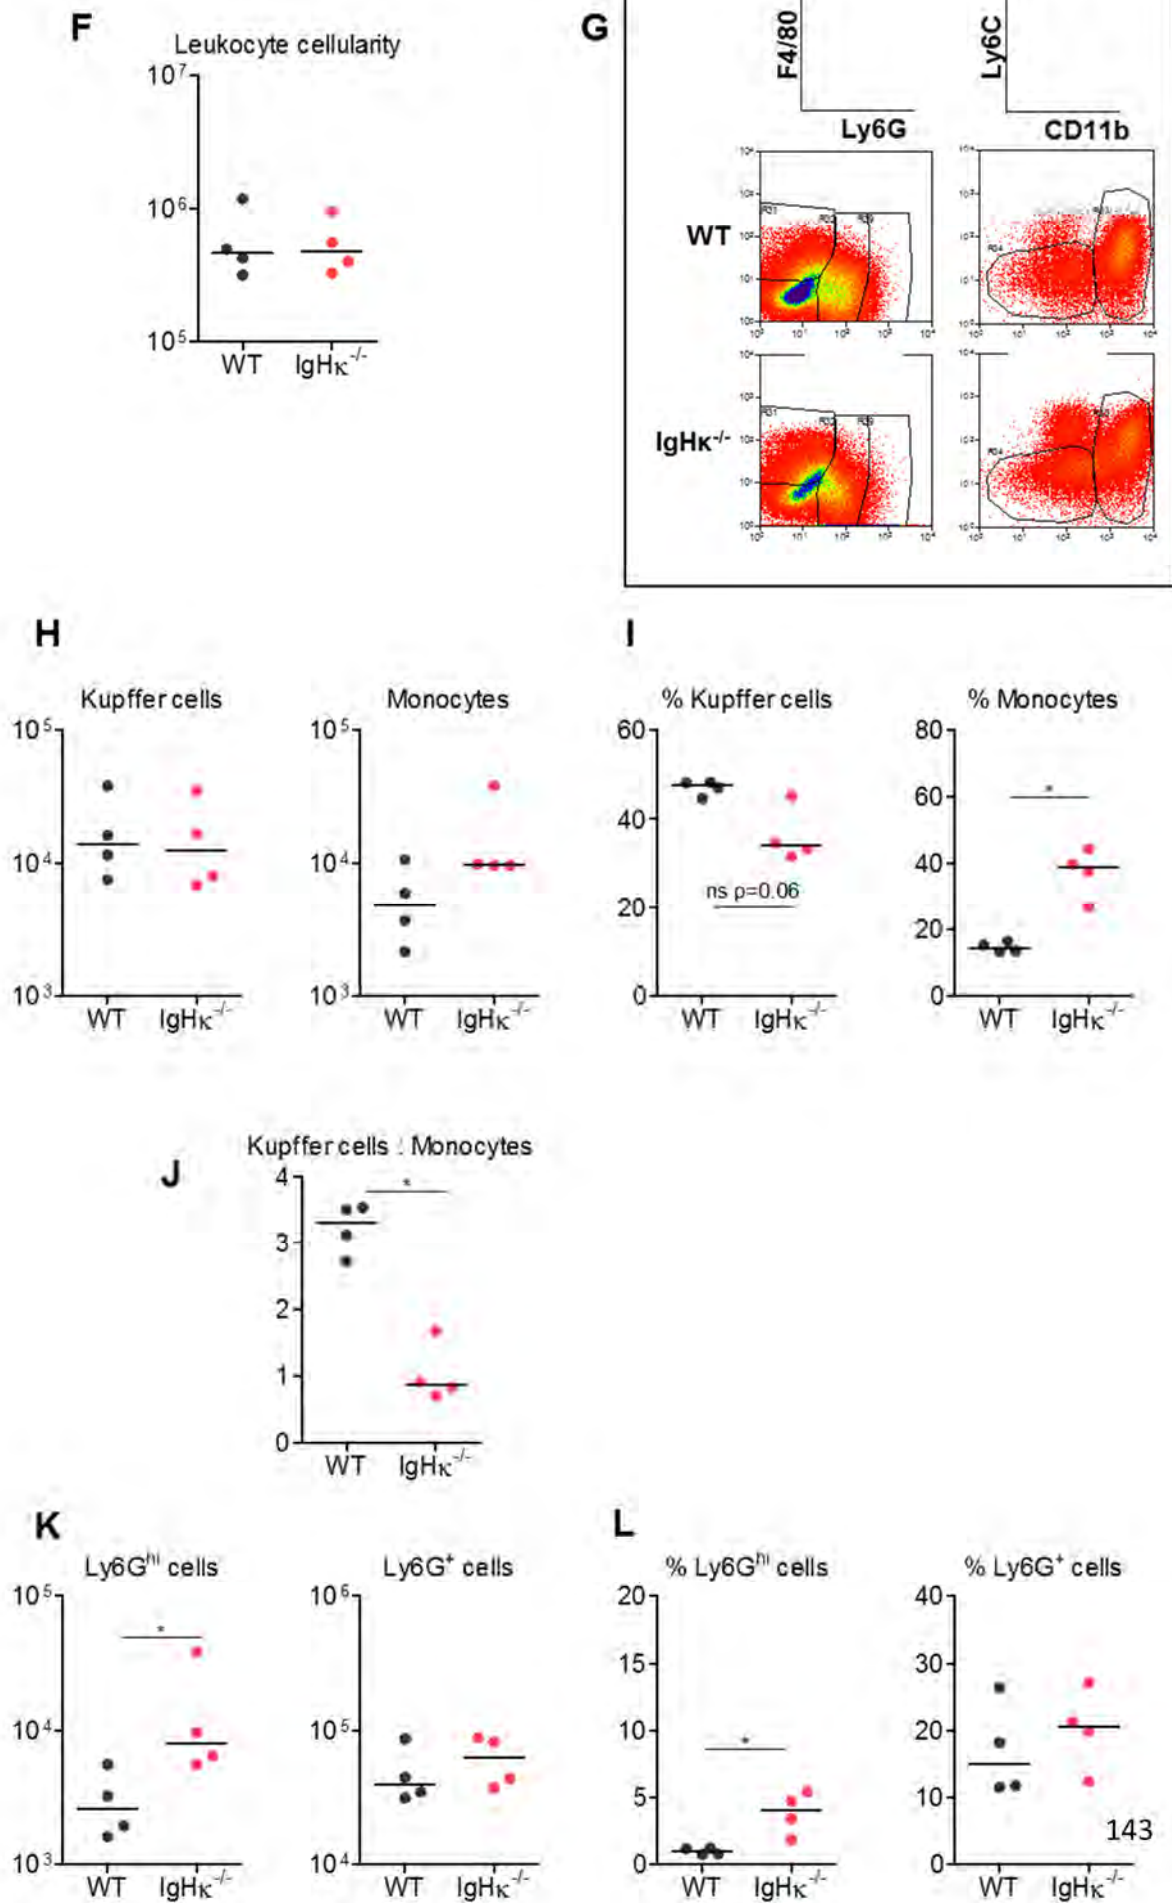 F
Leukocyte cellularity
10⁷
10⁶
10⁵
WT IgHκ⁻/⁻
G
F4/80
Ly6G
Ly6C
CD11b
WT
IgHκ⁻/⁻
H
Kupffer cells
10⁵
10⁴
10³
WT IgHκ⁻/⁻
Monocytes
10⁵
10⁴
10³
WT IgHκ⁻/⁻
I
% Kupffer cells
60
40
20
0
ns p=0.06
WT IgHκ⁻/⁻
% Monocytes
80
60
40
20
0
*
WT IgHκ⁻/⁻
J
Kupffer cells : Monocytes
4
3
2
1
0
*
WT IgHκ⁻/⁻
K
Ly6Gʰⁱ cells
10⁵
10⁴
10³
*
WT IgHκ⁻/⁻
Ly6G⁺ cells
10⁶
10⁵
10⁴
WT IgHκ⁻/⁻
L
% Ly6Gʰⁱ cells
20
15
10
5
0
*
WT IgHκ⁻/⁻
% Ly6G⁺ cells
40
30
20
10
0
WT IgHκ⁻/⁻
143